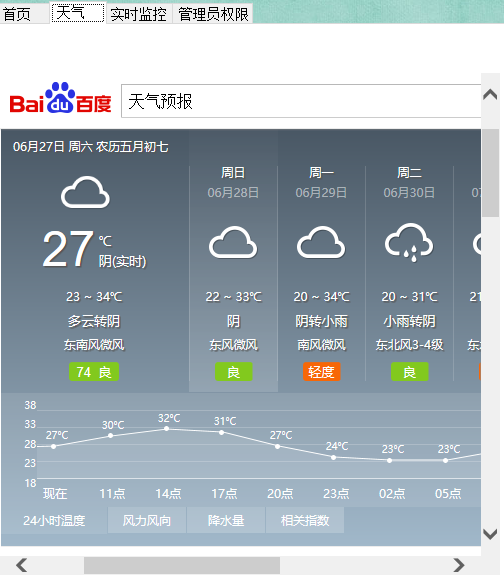 首页 天气 实时监控 管理员权限
Bai du 百度 天气预报
06月27日 周六 农历五月初七
周日 周一 周二
06月28日 06月29日 06月30日 07
27 ℃
阴(实时)
23 ~ 34℃ 22 ~ 33℃ 20 ~ 34℃ 20 ~ 31℃ 21
多云转阴 阴 阴转小雨 小雨转阴
东南风微风 东风微风 南风微风 东北风3-4级
74 良 良 轻度 良
38
33
28
23
18
27℃ 30℃ 32℃ 31℃ 27℃ 24℃ 23℃ 23℃
现在 11点 14点 17点 20点 23点 02点 05点
24小时温度 风力风向 降水量 相关指数